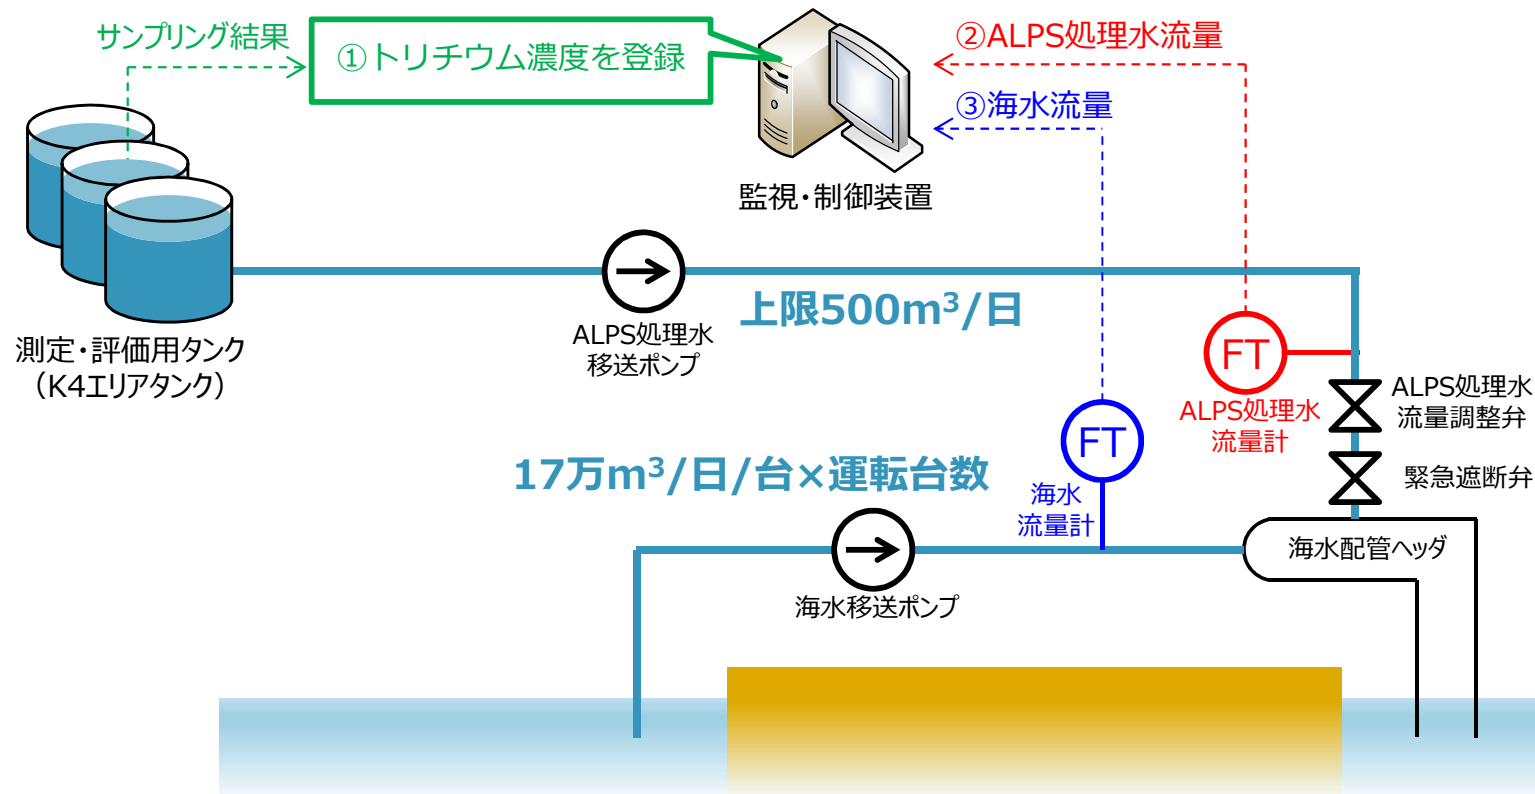 サンプリング結果
①トリチウム濃度を登録
②ALPS処理水流量
③海水流量
監視・制御装置
測定・評価用タンク
（K4エリアタンク）
ALPS処理水
移送ポンプ
上限500m³/日
FT
ALPS処理水
流量計
ALPS処理水
流量調整弁
緊急遮断弁
17万m³/日/台×運転台数
FT
海水
流量計
海水移送ポンプ
海水配管ヘッダ